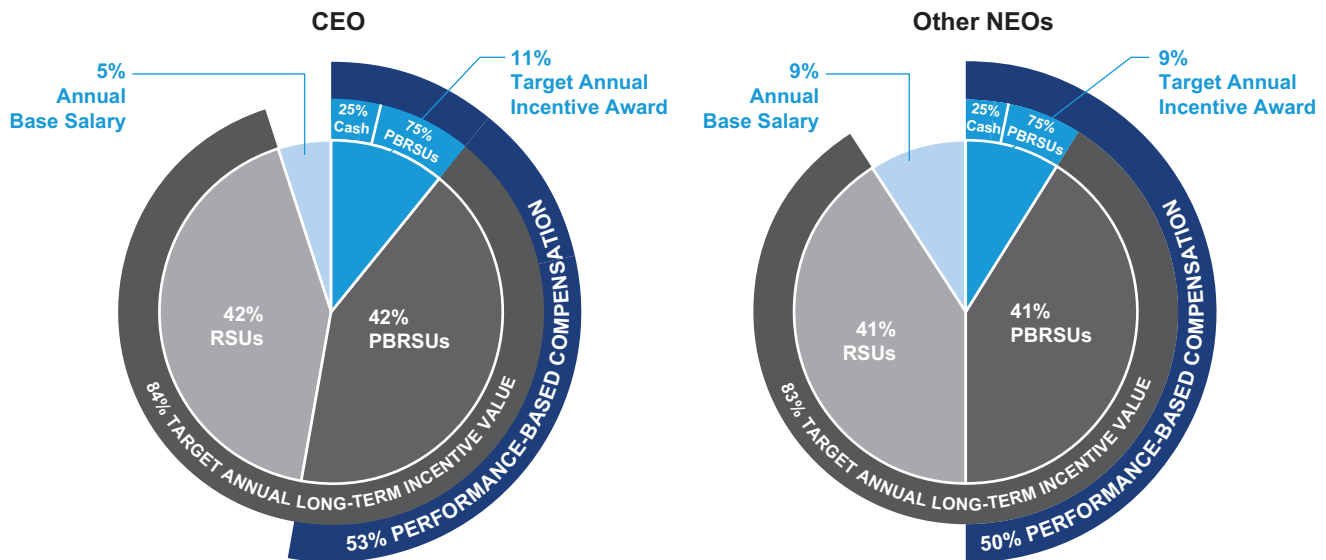 CEO
5%
Annual
Base Salary
11%
Target Annual
Incentive Award
25%
Cash
75%
PBRSUs
42%
RSUs
42%
PBRSUs
84% TARGET ANNUAL LONG-TERM INCENTIVE VALUE
53% PERFORMANCE-BASED COMPENSATION
Other NEOs
9%
Annual
Base Salary
9%
Target Annual
Incentive Award
25%
Cash
75%
PBRSUs
41%
RSUs
41%
PBRSUs
83% TARGET ANNUAL LONG-TERM INCENTIVE VALUE
50% PERFORMANCE-BASED COMPENSATION